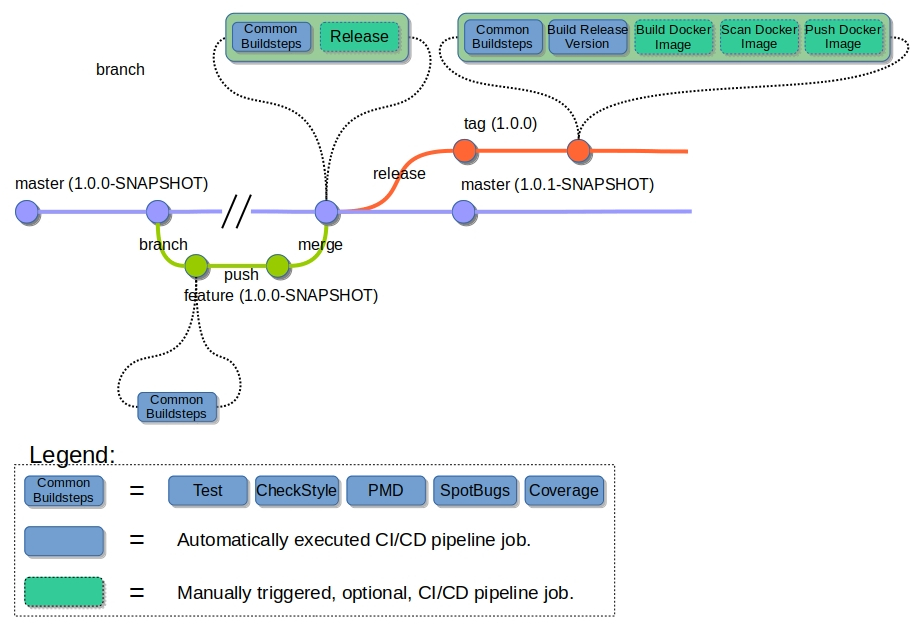 Common
Buildsteps
Release
Common
Buildsteps
Build Release
Version
Build Docker
Image
Scan Docker
Image
Push Docker
Image
branch
tag (1.0.0)
release
master (1.0.0-SNAPSHOT)
master (1.0.1-SNAPSHOT)
branch
merge
push
feature (1.0.0-SNAPSHOT)
Common
Buildsteps
Legend:
Common
Buildsteps
=
Test
CheckStyle
PMD
SpotBugs
Coverage
=
Automatically executed CI/CD pipeline job.
=
Manually triggered, optional, CI/CD pipeline job.